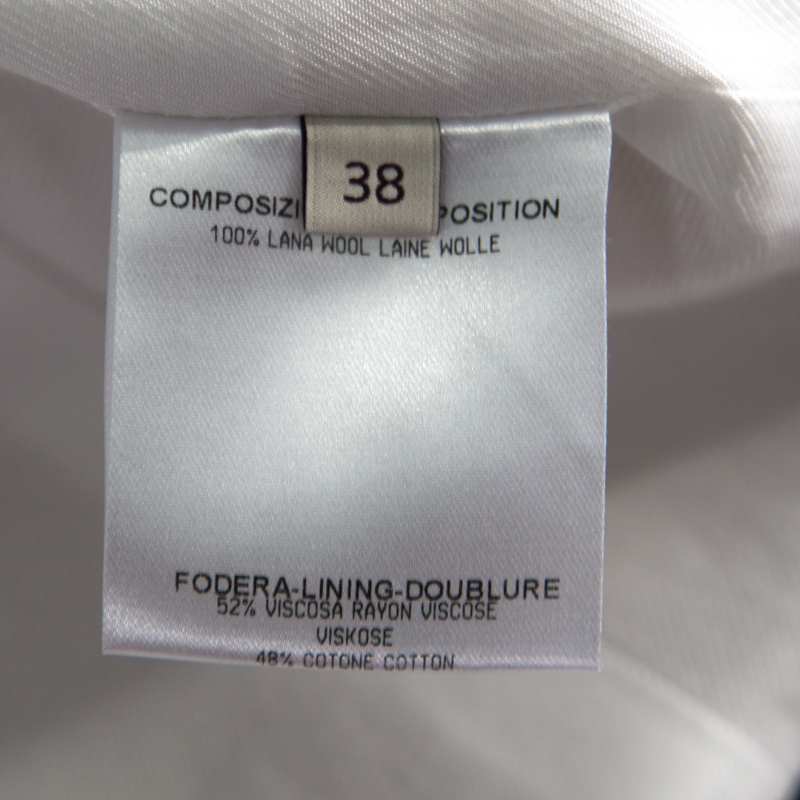 38
COMPOSIZI POSITION
100% LANA WOOL LAINE WOLLE
FODERA-LINING-DOUBLURE
52% VISCOSA RAYON VISCOSE
VISKOSE
48% COTONE COTTON